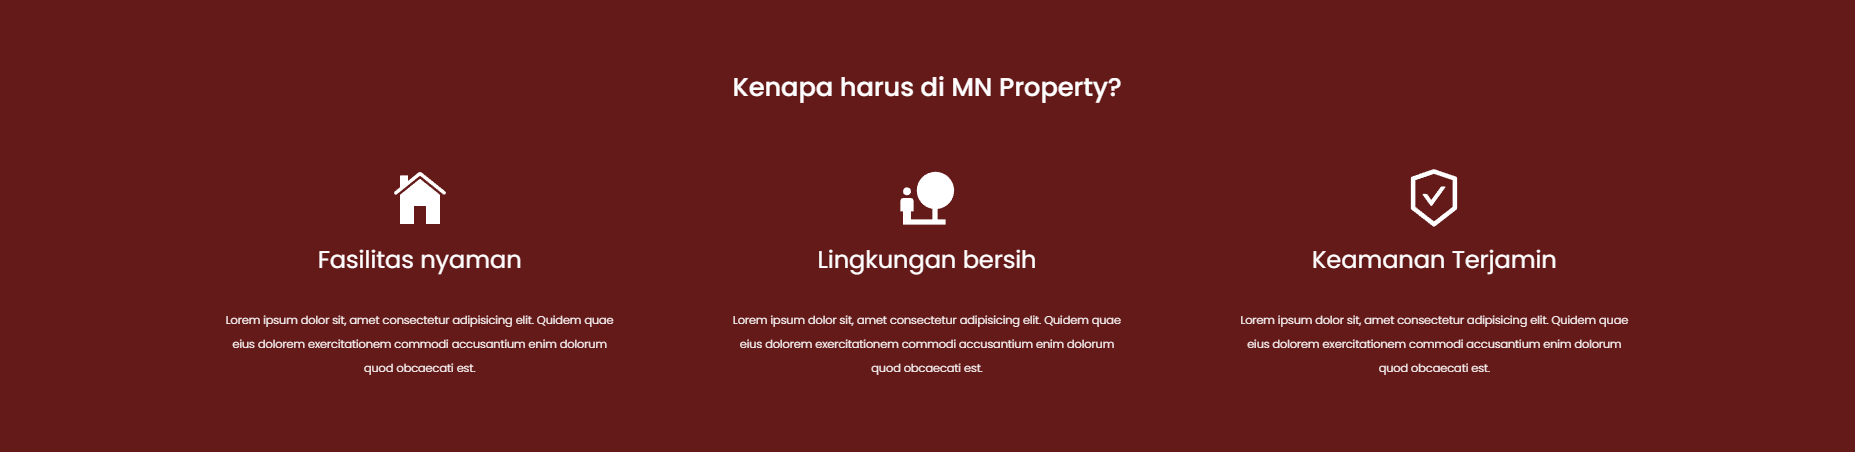 Kenapa harus di MN Property?
Fasilitas nyaman
Lorem ipsum dolor sit, amet consectetur adipisicing elit. Quidem quae
eius dolorem exercitationem commodi accusantium enim dolorum
quod obcaecati est.
Lingkungan bersih
Lorem ipsum dolor sit, amet consectetur adipisicing elit. Quidem quae
eius dolorem exercitationem commodi accusantium enim dolorum
quod obcaecati est.
Keamanan Terjamin
Lorem ipsum dolor sit, amet consectetur adipisicing elit. Quidem quae
eius dolorem exercitationem commodi accusantium enim dolorum
quod obcaecati est.